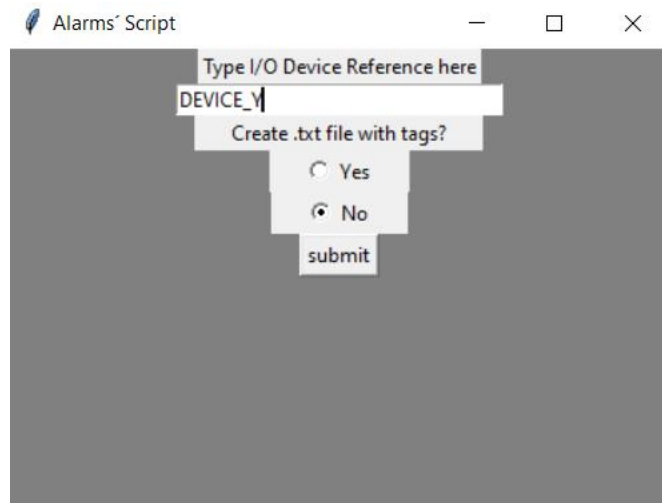 Alarms´ Script
Type I/O Device Reference here
DEVICE_Y
Create .txt file with tags?
Yes
No
submit